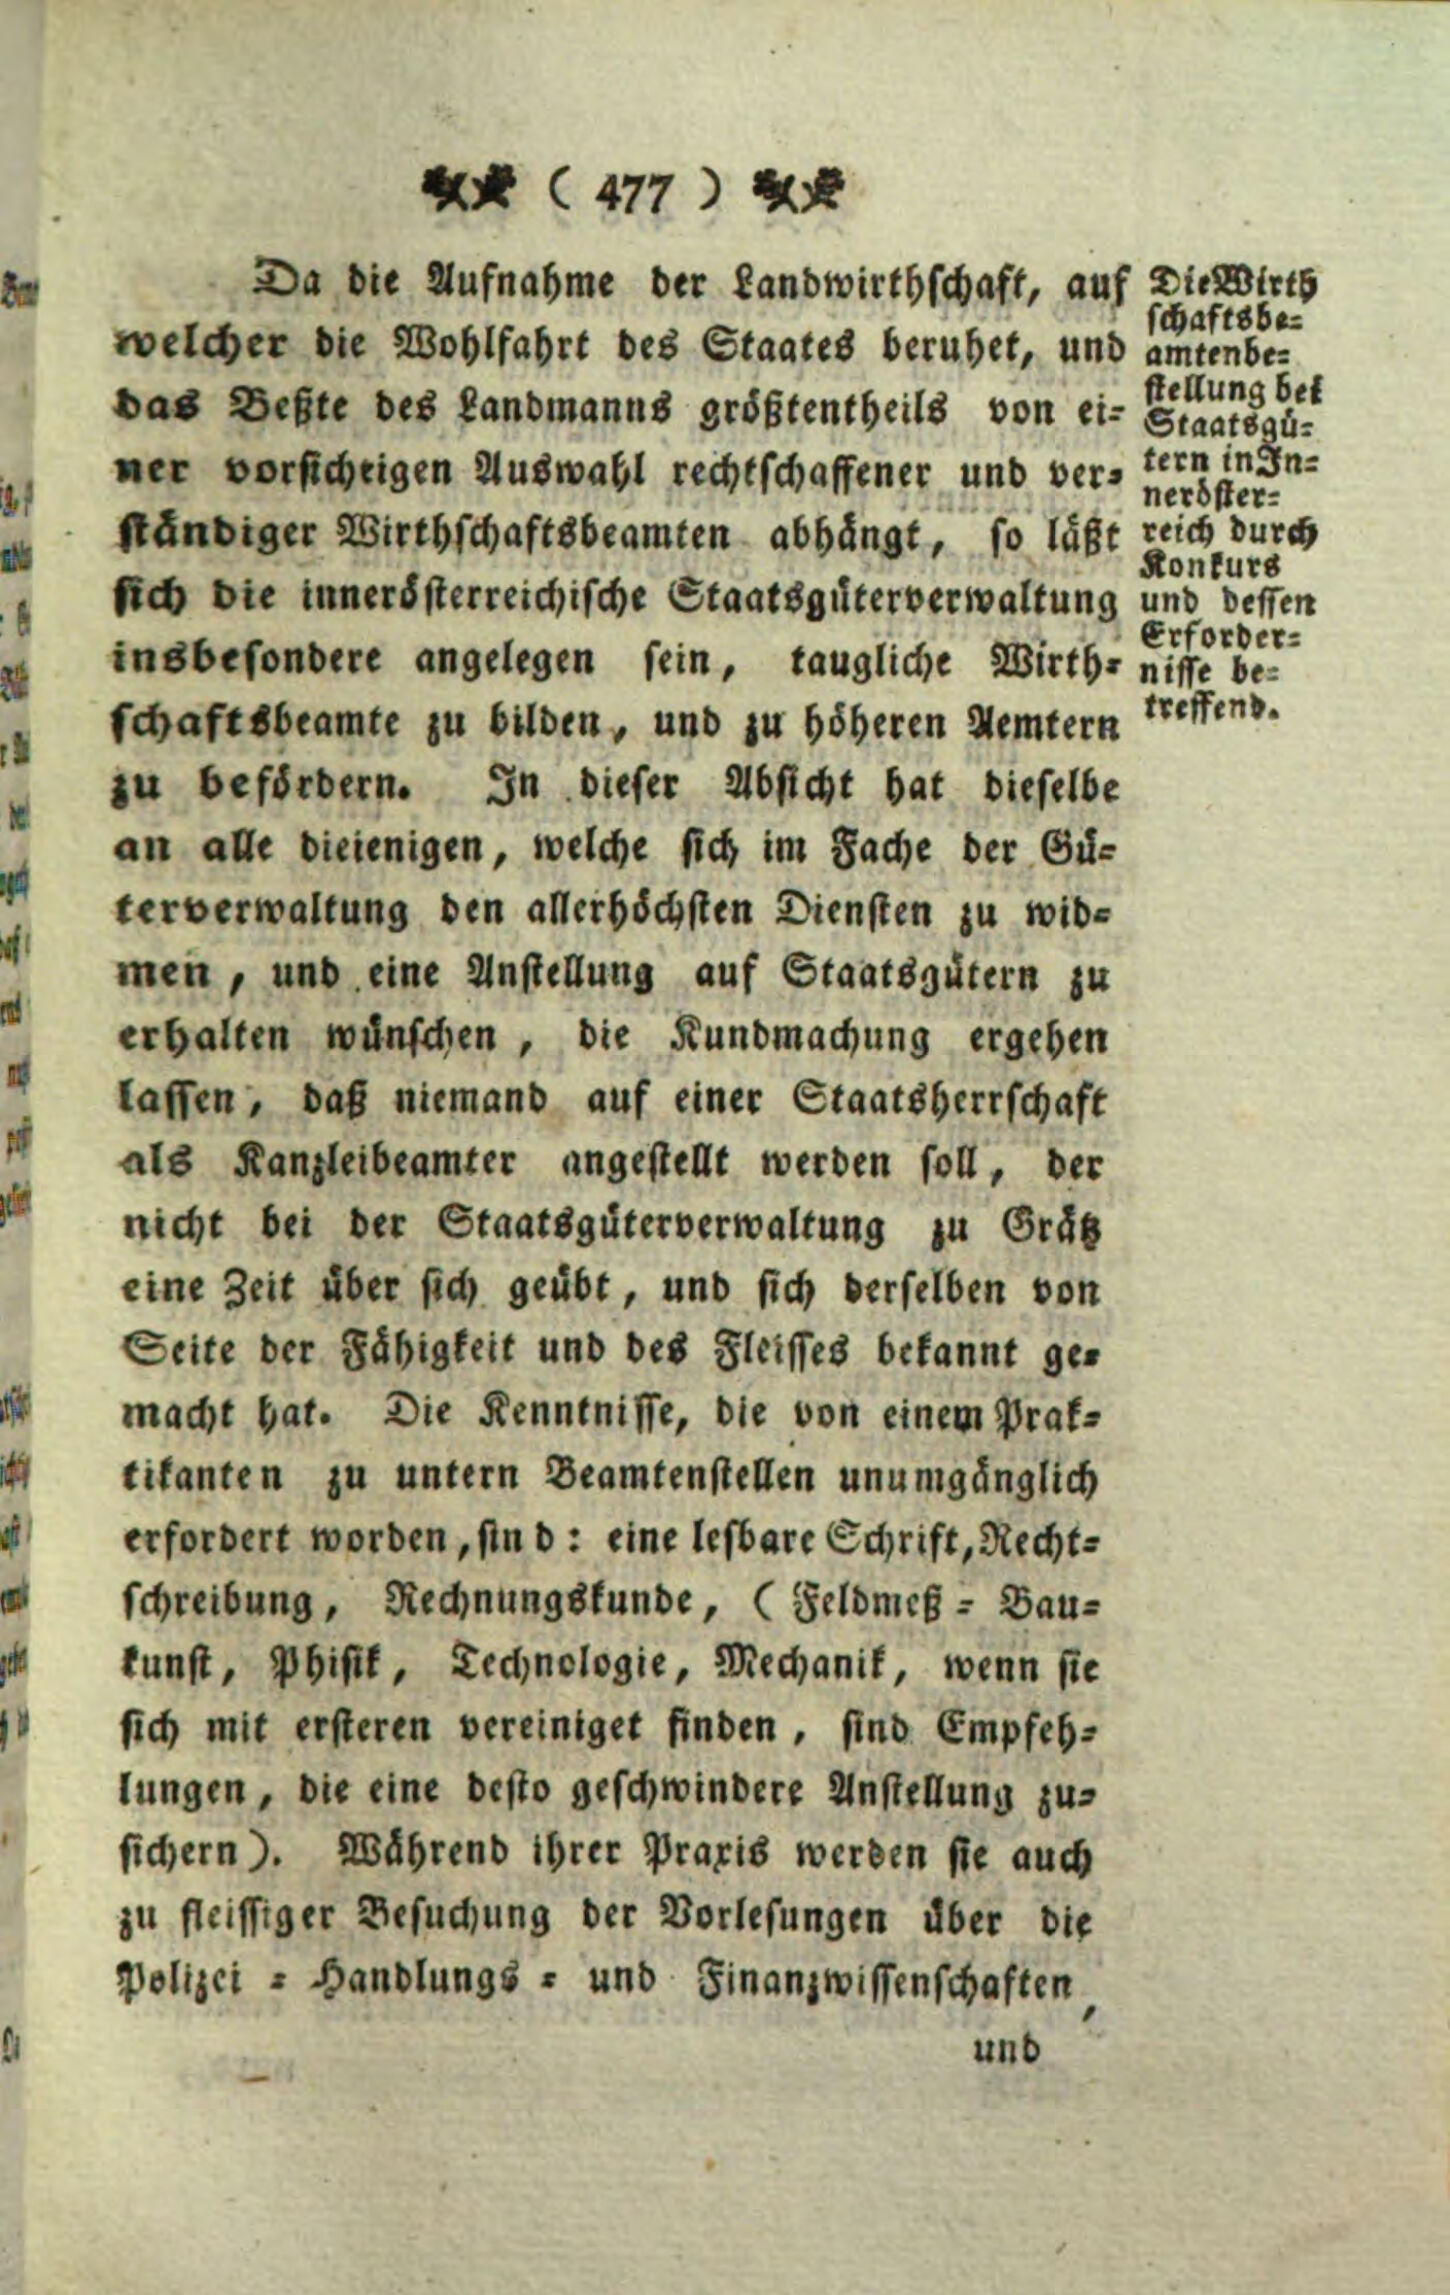 ( 477 )
Da die Aufnahme der Landwirthschaft, auf
welcher die Wohlfahrt des Staates beruhet, und
das Beßte des Landmanns größtentheils von ei-
ner vorsichtigen Auswahl rechtschaffener und ver-
ständiger Wirthschaftsbeamten abhängt, so läßt
sich die innerösterreichische Staatsgüterverwaltung
insbesondere angelegen sein, taugliche Wirth-
schaftsbeamte zu bilden, und zu höheren Aemtern
zu befördern. In dieser Absicht hat dieselbe
an alle dieienigen, welche sich im Fache der Gü-
terverwaltung den allerhöchsten Diensten zu wid-
men, und eine Anstellung auf Staatsgütern zu
erhalten wünschen, die Kundmachung ergehen
lassen, daß niemand auf einer Staatsherrschaft
als Kanzleibeamter angestellt werden soll, der
nicht bei der Staatsgüterverwaltung zu Grätz
eine Zeit über sich geübt, und sich derselben von
Seite der Fähigkeit und des Fleisses bekannt ge-
macht hat. Die Kenntnisse, die von einem Prak-
tikanten zu untern Beamtenstellen unumgänglich
erfordert worden, sind: eine lesbare Schrift, Recht-
schreibung, Rechnungskunde, (Feldmeß- Bau-
kunst, Phisik, Technologie, Mechanik, wenn sie
sich mit ersteren vereiniget finden, sind Empfeh-
lungen, die eine desto geschwindere Anstellung zu-
sichern). Während ihrer Praxis werden sie auch
zu fleissiger Besuchung der Vorlesungen über die
Polizei- Handlungs- und Finanzwissenschaften,
und
Die Wirth
schaftsbe-
amtenbe-
stellung bei
Staatsgü-
tern in In-
neröster-
reich durch
Konkurs
und dessen
Erforder-
nisse be-
treffend.